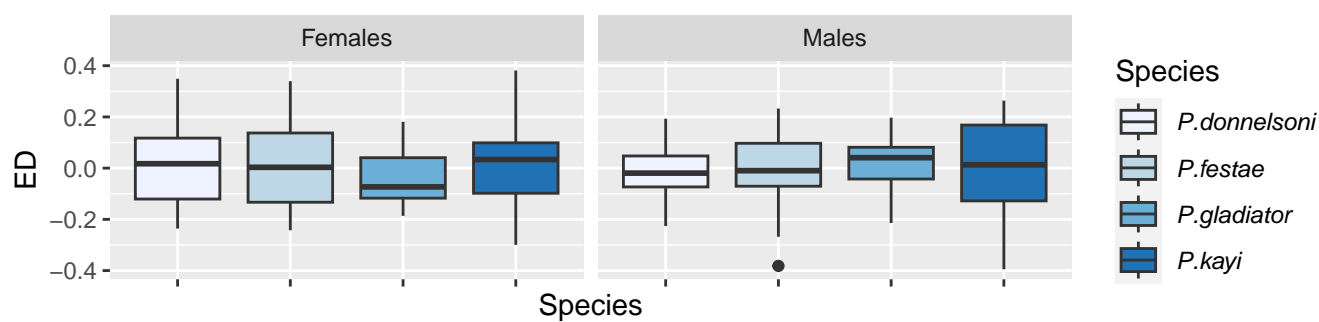 Females
Males
ED
0.4
0.2
0.0
−0.2
−0.4
Species
Species
P.donnelsoni
P.festae
P.gladiator
P.kayi